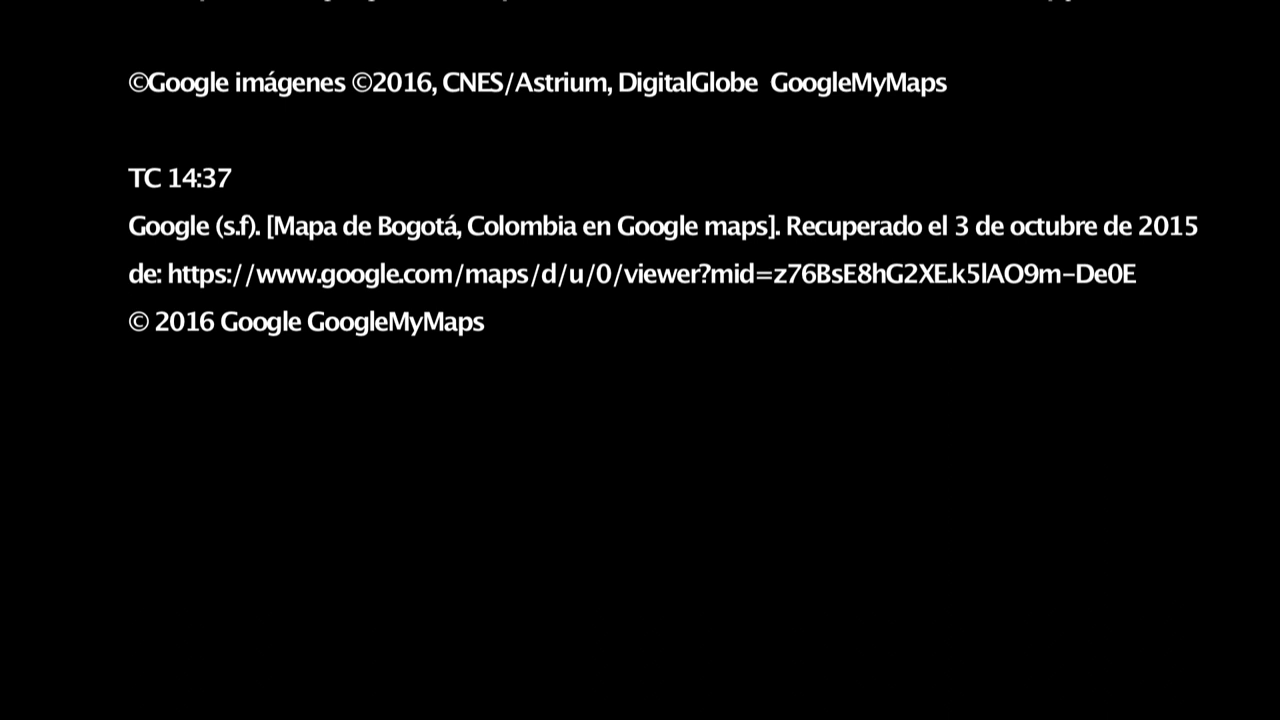 ©Google imágenes ©2016, CNES/Astrium, DigitalGlobe  GoogleMyMaps
TC 14:37
Google (s.f). [Mapa de Bogotá, Colombia en Google maps]. Recuperado el 3 de octubre de 2015
de: https://www.google.com/maps/d/u/0/viewer?mid=z76BsE8hG2XE.k5lAO9m-De0E
© 2016 Google GoogleMyMaps